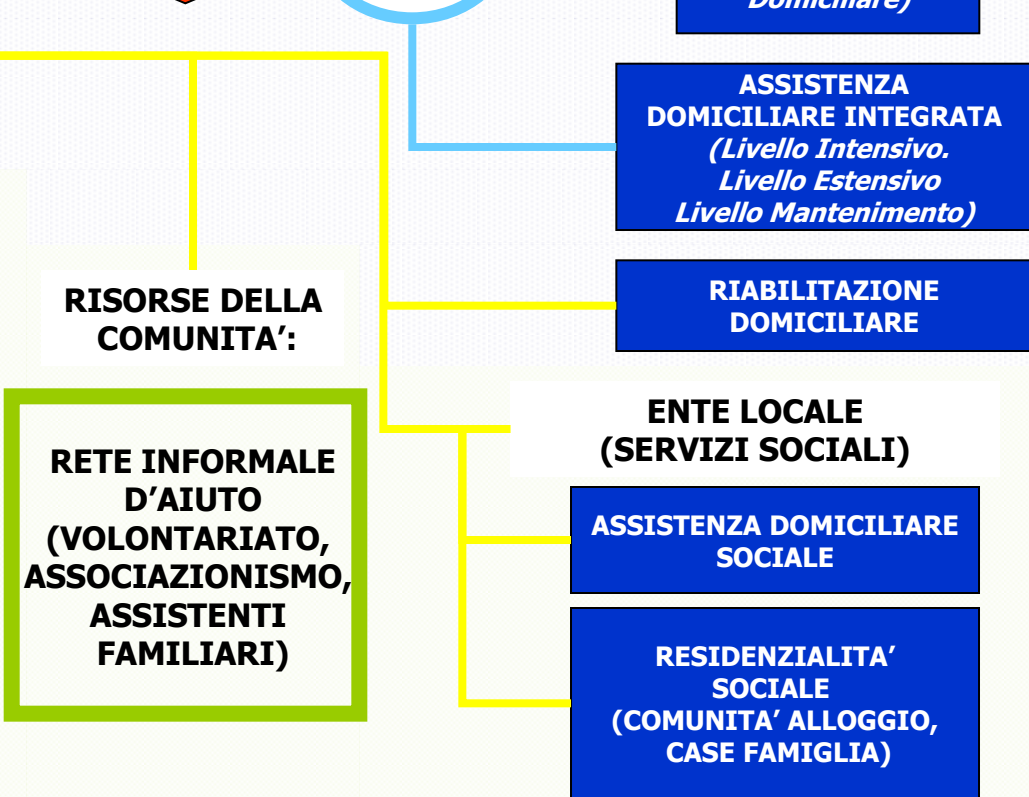 Domiciliare)
ASSISTENZA
DOMICILIARE INTEGRATA
(Livello Intensivo.
Livello Estensivo
Livello Mantenimento)
RIABILITAZIONE
DOMICILIARE
RISORSE DELLA
COMUNITA’:
RETE INFORMALE
D’AIUTO
(VOLONTARIATO,
ASSOCIAZIONISMO,
ASSISTENTI
FAMILIARI)
ENTE LOCALE
(SERVIZI SOCIALI)
ASSISTENZA DOMICILIARE
SOCIALE
RESIDENZIALITA’
SOCIALE
(COMUNITA’ ALLOGGIO,
CASE FAMIGLIA)